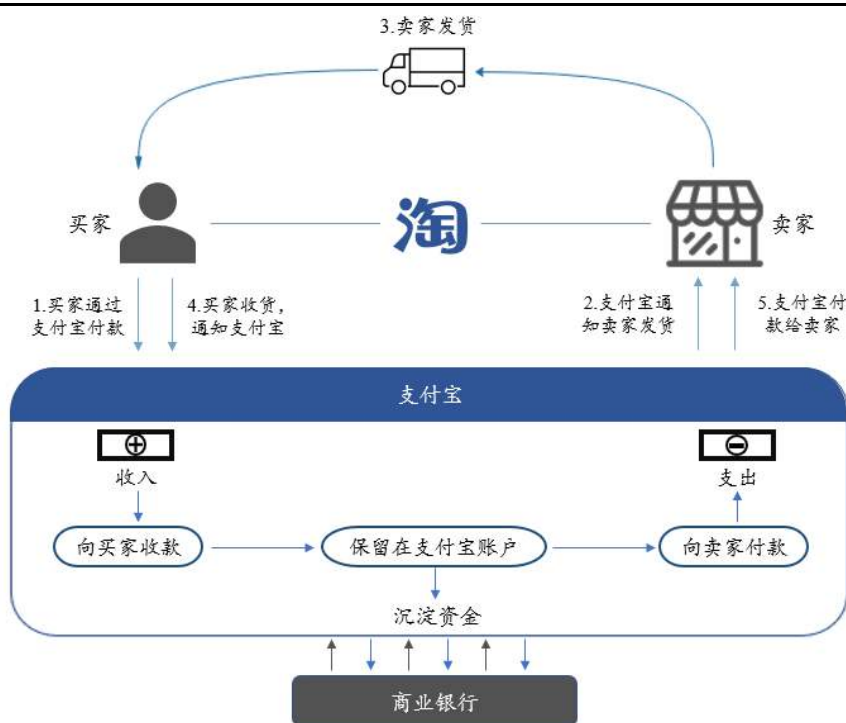 3.卖家发货
买家
淘
卖家
1.买家通过
支付宝付款
4.买家收货，
通知支付宝
2.支付宝通
知卖家发货
5.支付宝付
款给卖家
支付宝
收入
支出
向买家收款
保留在支付宝账户
向卖家付款
沉淀资金
商业银行